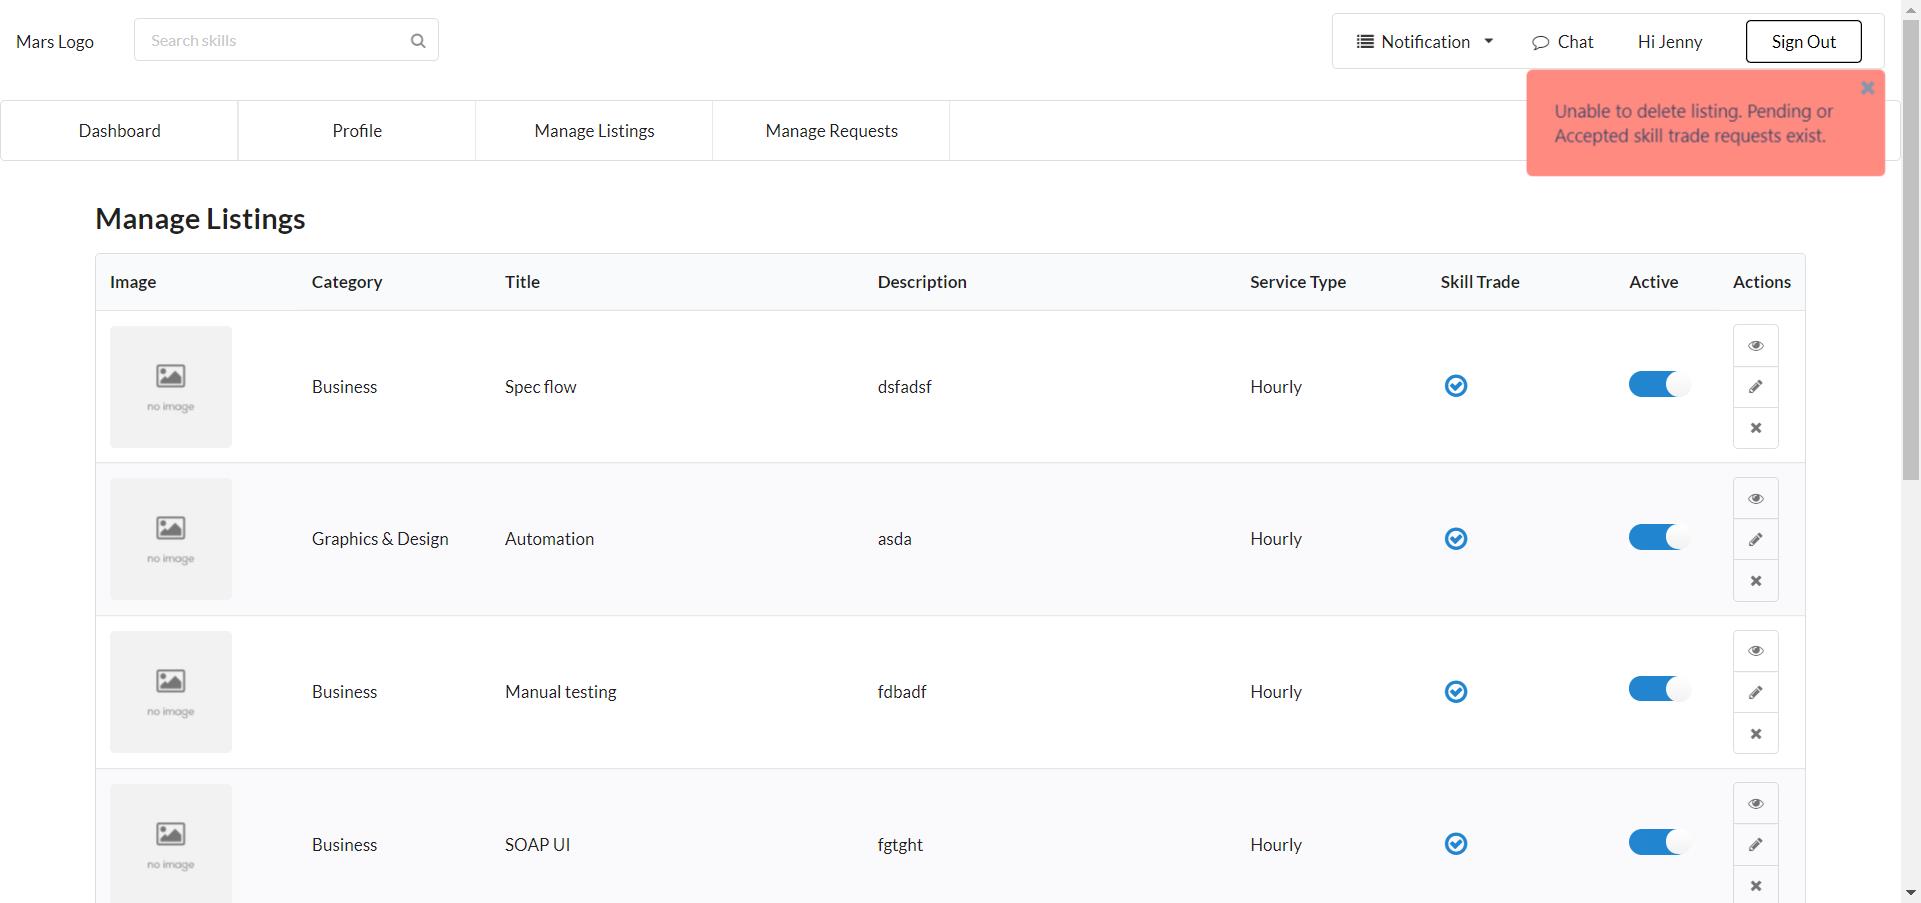 Mars Logo
Search skills
Notification
Chat
Hi Jenny
Sign Out
Unable to delete listing. Pending or
Accepted skill trade requests exist.
Dashboard
Profile
Manage Listings
Manage Requests
Manage Listings
Image Category Title Description Service Type Skill Trade Active Actions
no image
Business Spec flow dsfadsf Hourly
no image
Graphics & Design Automation asda Hourly
no image
Business Manual testing fdbadf Hourly
no image
Business SOAP UI fgtght Hourly